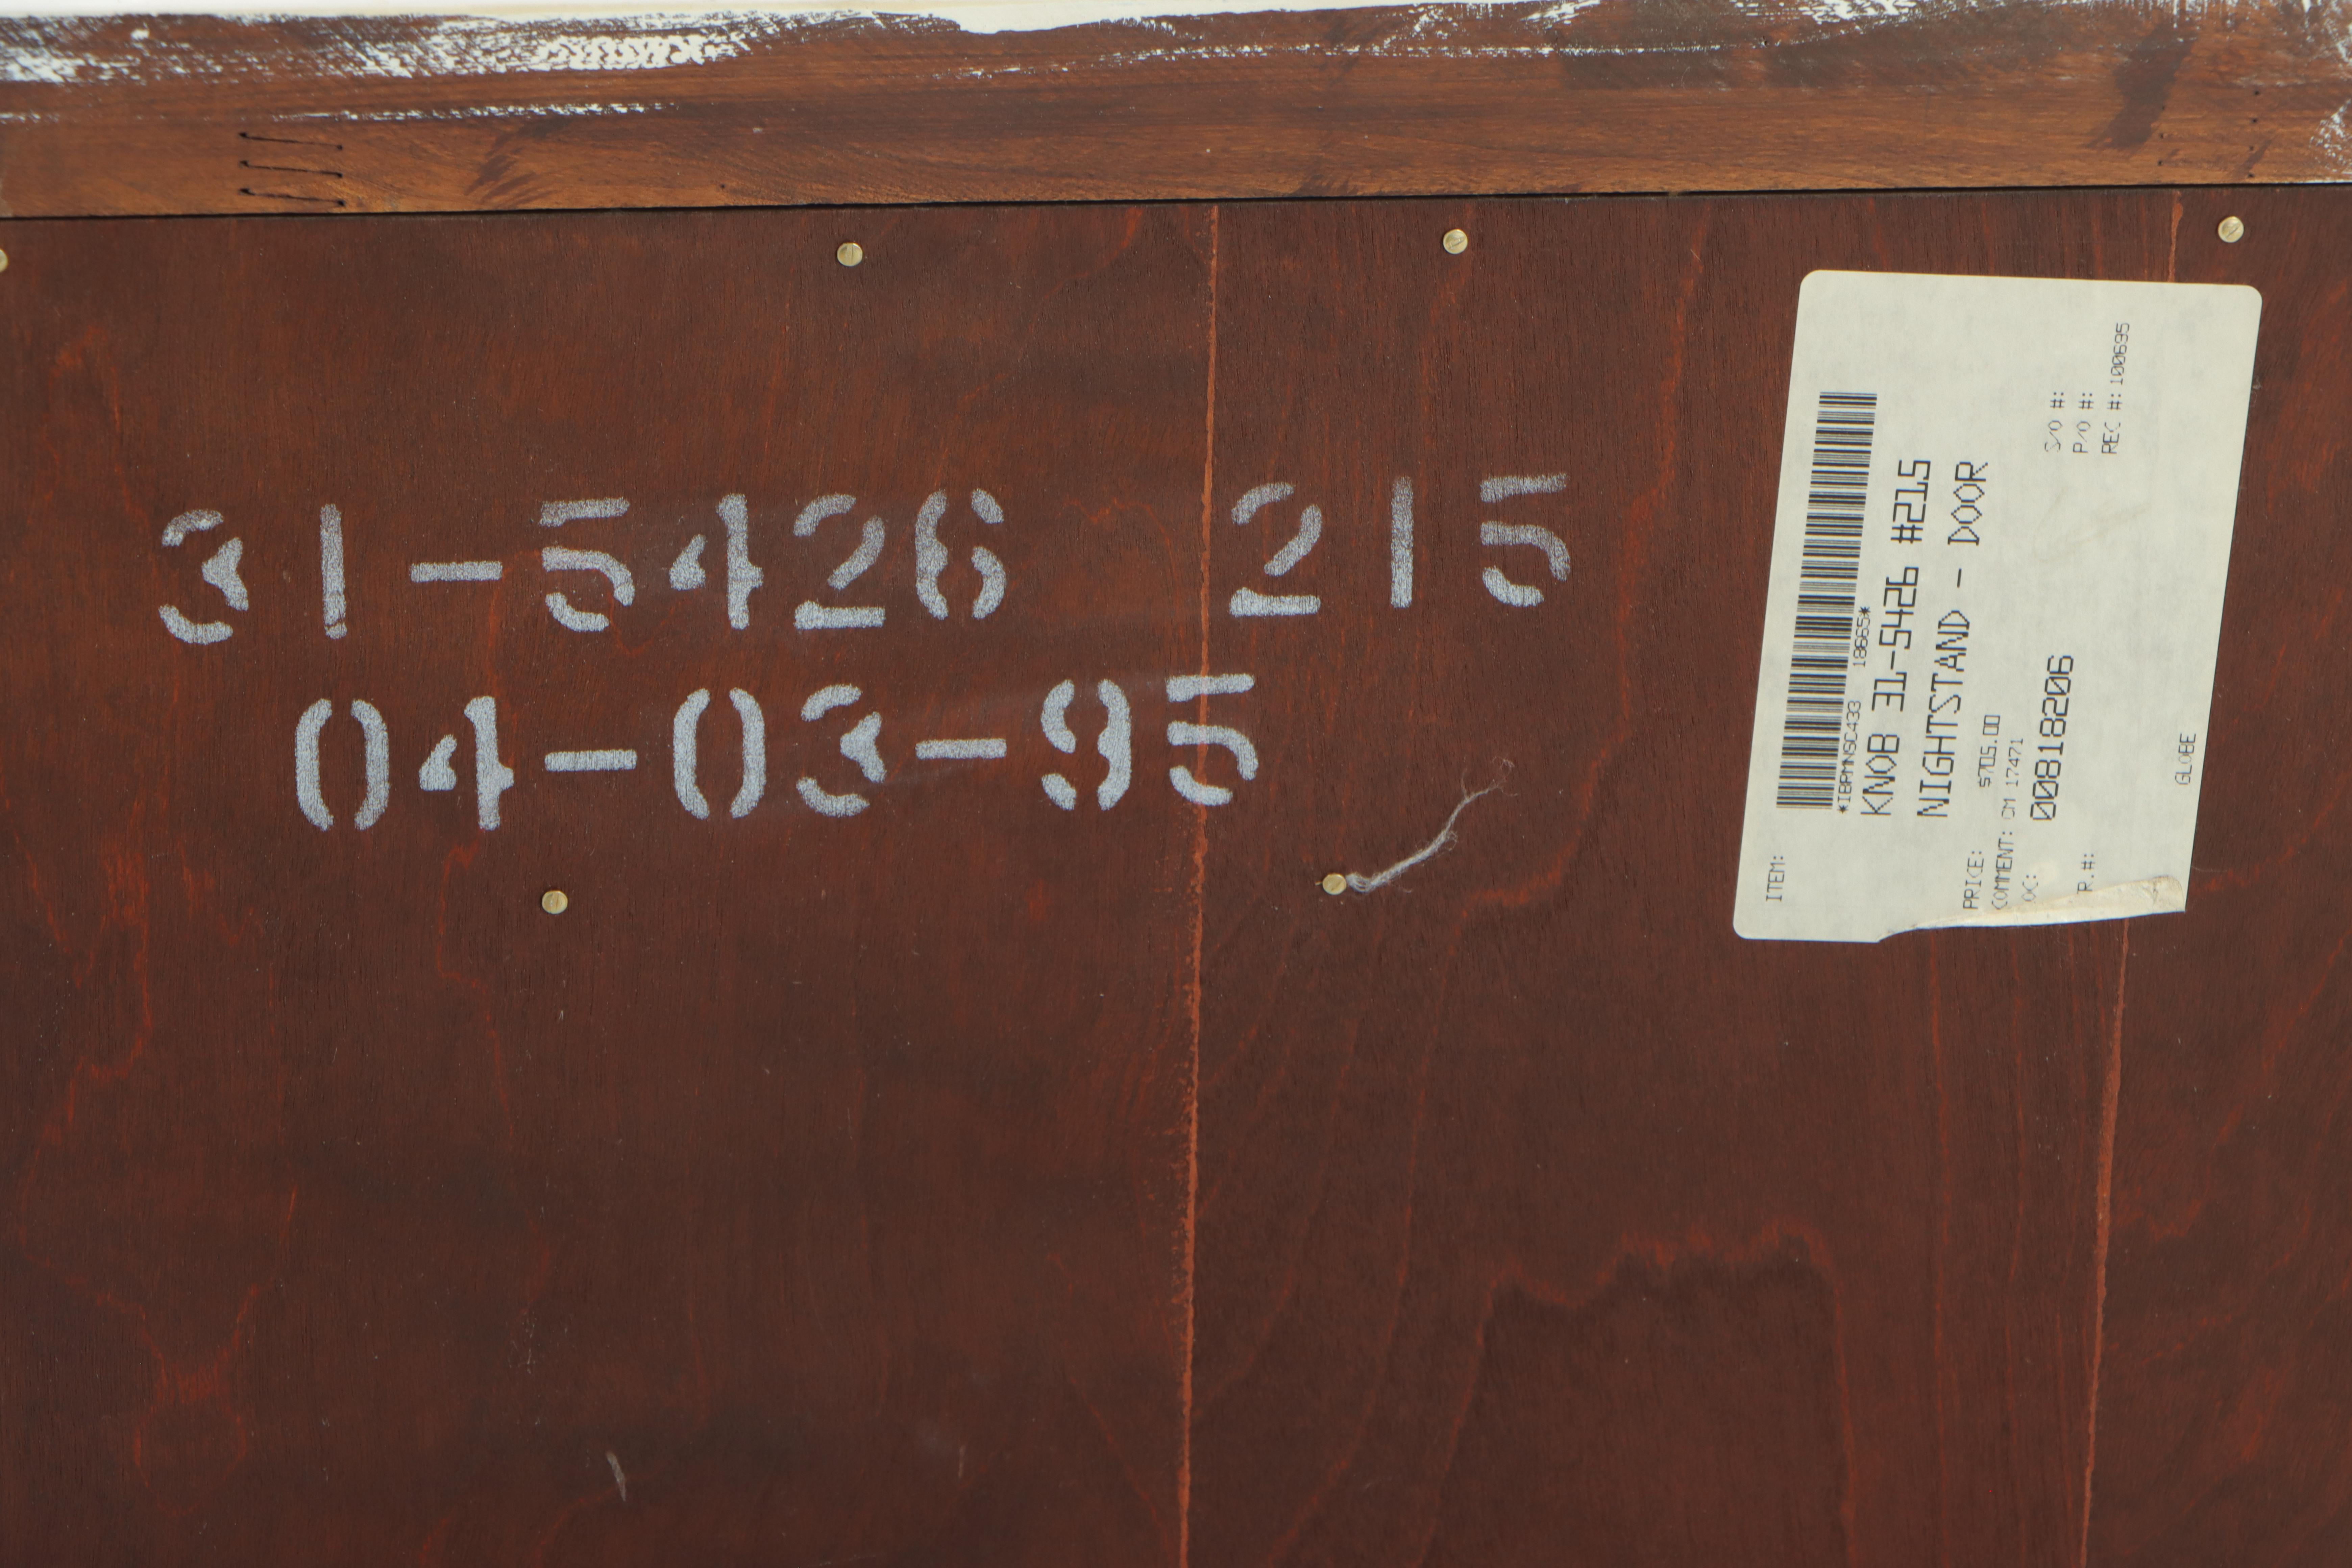 31-5426 215
04-03-95
ITEM:
*IBRMNSC433 18665*
KNOB 31-5426 #215
NIGHTSTAND - DOOR
PRICE: $705.00
COMMENT: CM 17471
OC: 00818206
S/O #:
P/O #:
R.#: REC #: 100695
GLOBE